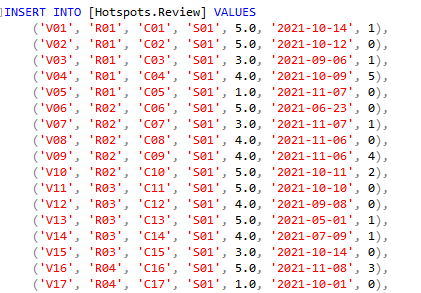 INSERT INTO [Hotspots.Review] VALUES
('V01', 'R01', 'C01', 'S01', 5.0, '2021-10-14', 1),
('V02', 'R01', 'C02', 'S01', 5.0, '2021-10-12', 0),
('V03', 'R01', 'C03', 'S01', 3.0, '2021-09-06', 1),
('V04', 'R01', 'C04', 'S01', 4.0, '2021-10-09', 5),
('V05', 'R01', 'C05', 'S01', 1.0, '2021-11-07', 0),
('V06', 'R02', 'C06', 'S01', 5.0, '2021-06-23', 0),
('V07', 'R02', 'C07', 'S01', 3.0, '2021-11-07', 1),
('V08', 'R02', 'C08', 'S01', 4.0, '2021-11-06', 0),
('V09', 'R02', 'C09', 'S01', 4.0, '2021-11-06', 4),
('V10', 'R02', 'C10', 'S01', 5.0, '2021-10-11', 2),
('V11', 'R03', 'C11', 'S01', 5.0, '2021-10-10', 0),
('V12', 'R03', 'C12', 'S01', 4.0, '2021-09-08', 0),
('V13', 'R03', 'C13', 'S01', 5.0, '2021-05-01', 1),
('V14', 'R03', 'C14', 'S01', 4.0, '2021-07-09', 1),
('V15', 'R03', 'C15', 'S01', 3.0, '2021-10-14', 0),
('V16', 'R04', 'C16', 'S01', 5.0, '2021-11-08', 3),
('V17', 'R04', 'C17', 'S01', 1.0, '2021-10-01', 0),